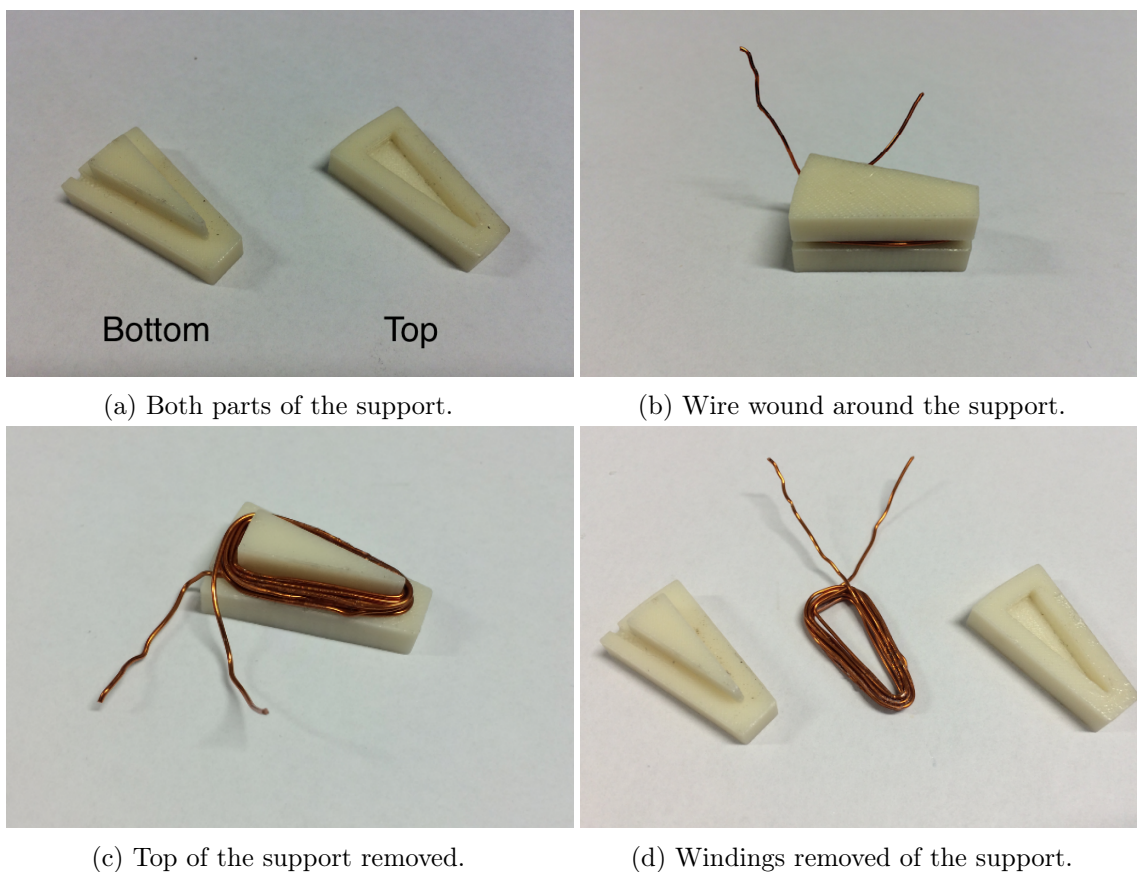 Bottom
Top
(a) Both parts of the support.
(b) Wire wound around the support.
(c) Top of the support removed.
(d) Windings removed of the support.